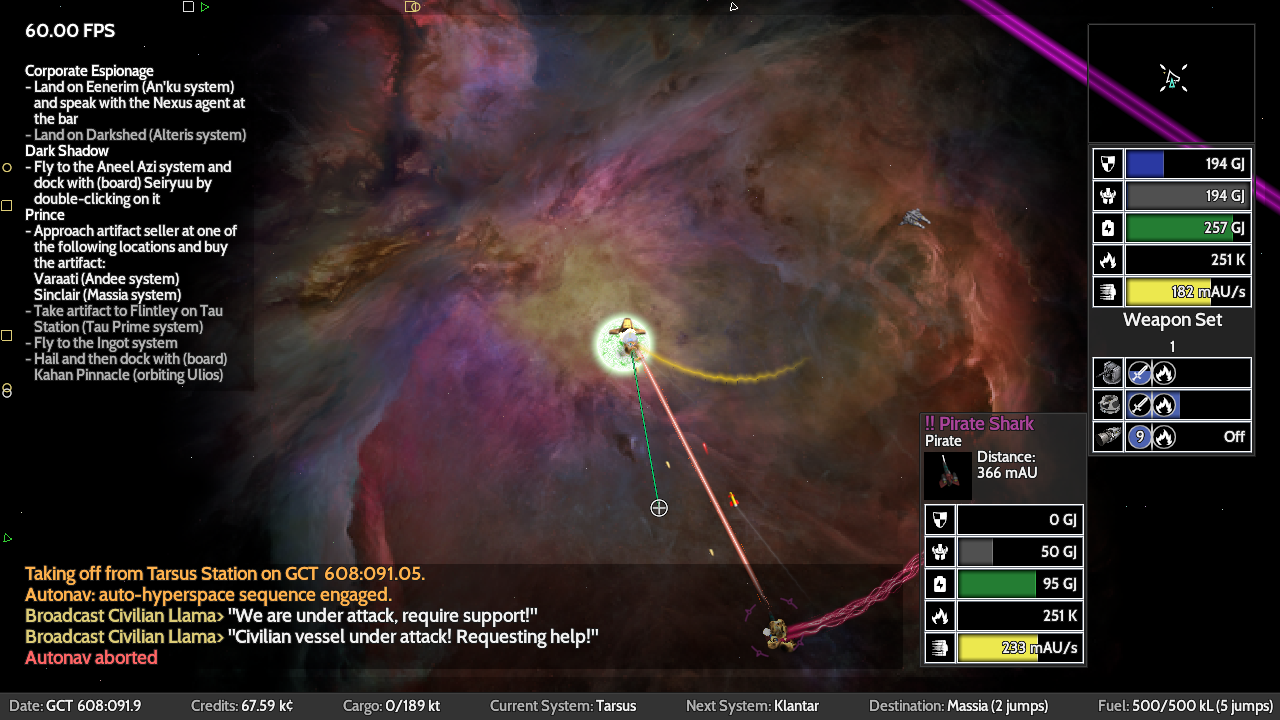 60.00 FPS
Corporate Espionage
- Land on Eenerim (An'ku system)
and speak with the Nexus agent at
the bar
- Land on Darkshed (Alteris system)
Dark Shadow
- Fly to the Aneel Azi system and
dock with (board) Seiryuu by
double-clicking on it
Prince
- Approach artifact seller at one of
the following locations and buy
the artifact:
Varaati (Andee system)
Sinclair (Massia system)
- Take artifact to Flintley on Tau
Station (Tau Prime system)
- Fly to the Ingot system
- Hail and then dock with (board)
Kahan Pinnacle (orbiting Ulios)
194 GJ
194 GJ
257 GJ
251 K
182 mAU/s
Weapon Set
1
9 Off
!! Pirate Shark
Pirate
Distance:
366 mAU
0 GJ
50 GJ
95 GJ
251 K
233 mAU/s
Taking off from Tarsus Station on GCT 608:091.05.
Autonav: auto-hyperspace sequence engaged.
Broadcast Civilian Llama> "We are under attack, require support!"
Broadcast Civilian Llama> "Civilian vessel under attack! Requesting help!"
Autonav aborted
Date: GCT 608:091.9 Credits: 67.59 k¢ Cargo: 0/189 kt Current System: Tarsus Next System: Klantar Destination: Massia (2 jumps) Fuel: 500/500 kL (5 jumps)